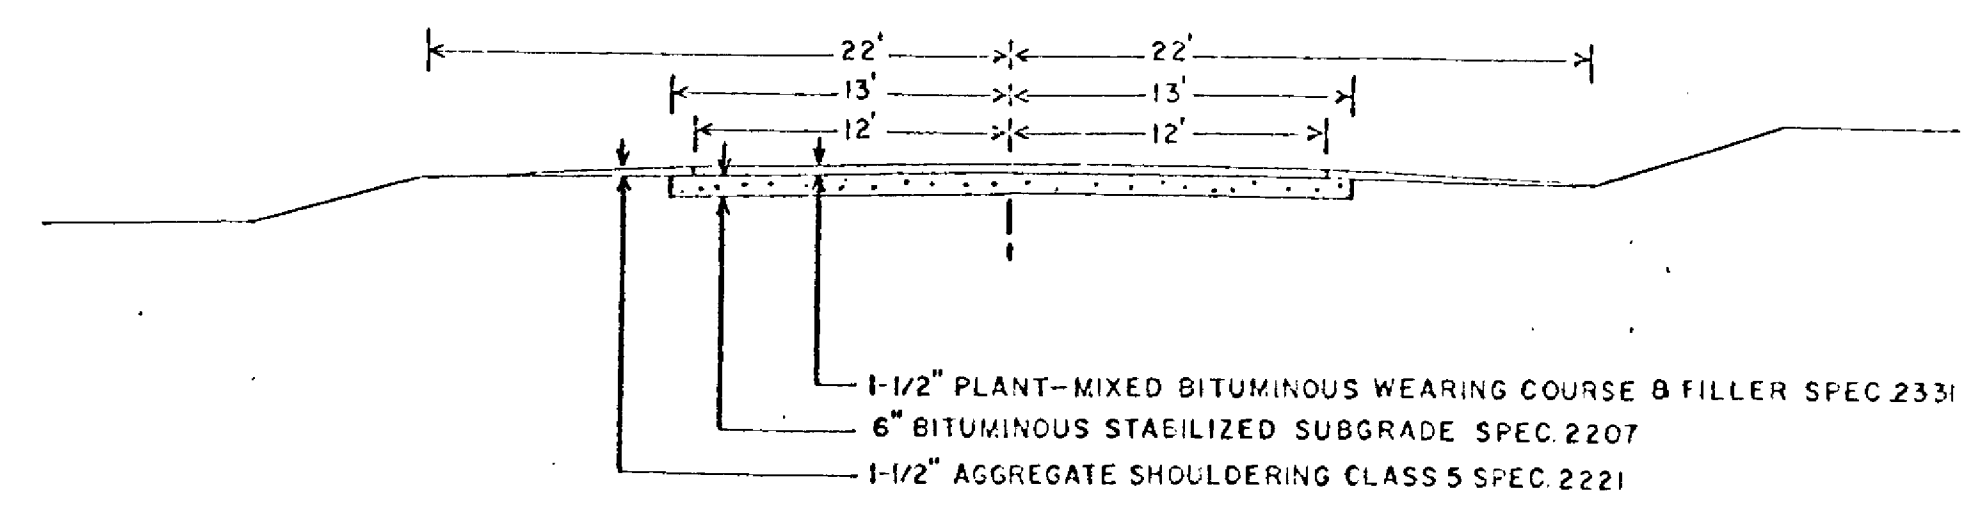 22' 22'
13' 13'
12' 12'
1-1/2" PLANT-MIXED BITUMINOUS WEARING COURSE & FILLER SPEC 2331
6" BITUMINOUS STABILIZED SUBGRADE SPEC. 2207
1-1/2" AGGREGATE SHOULDERING CLASS 5 SPEC. 2221